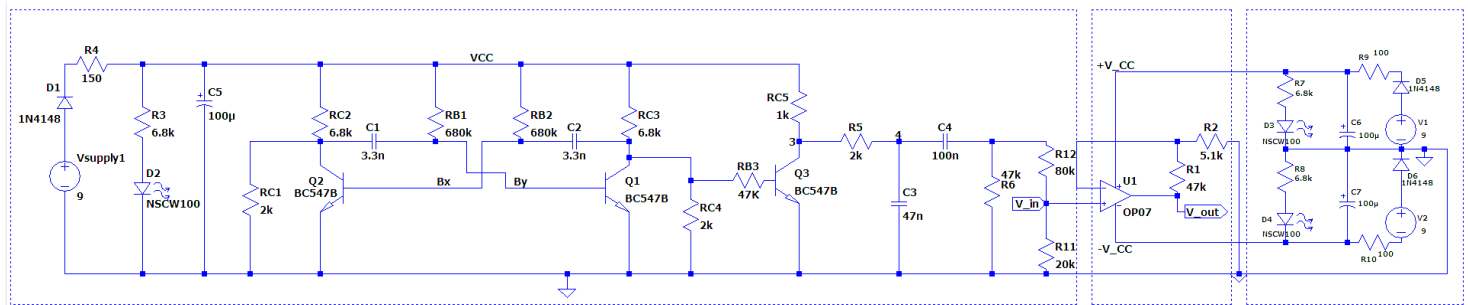 D1
1N4148
Vsupply1
9
R4
150
R3
6.8k
D2
NSCW100
C5
100µ
VCC
RC1
2k
RC2
6.8k
Q2
BC547B
C1
3.3n
RB1
680k
Bx
RB2
680k
By
C2
3.3n
RC3
6.8k
Q1
BC547B
RC4
2k
RB3
47K
RC5
1k
3
Q3
BC547B
R5
2k
4
C3
47n
C4
100n
47k
R6
V_in
R12
80k
R11
20k
+V_CC
U1
OP07
-V_CC
R2
5.1k
R1
47k
V_out
R7
6.8k
D3
NSCW100
R8
6.8k
D4
NSCW100
C6
100µ
C7
100µ
R9
100
D5
1N4148
V1
9
D6
1N4148
V2
9
R10
100